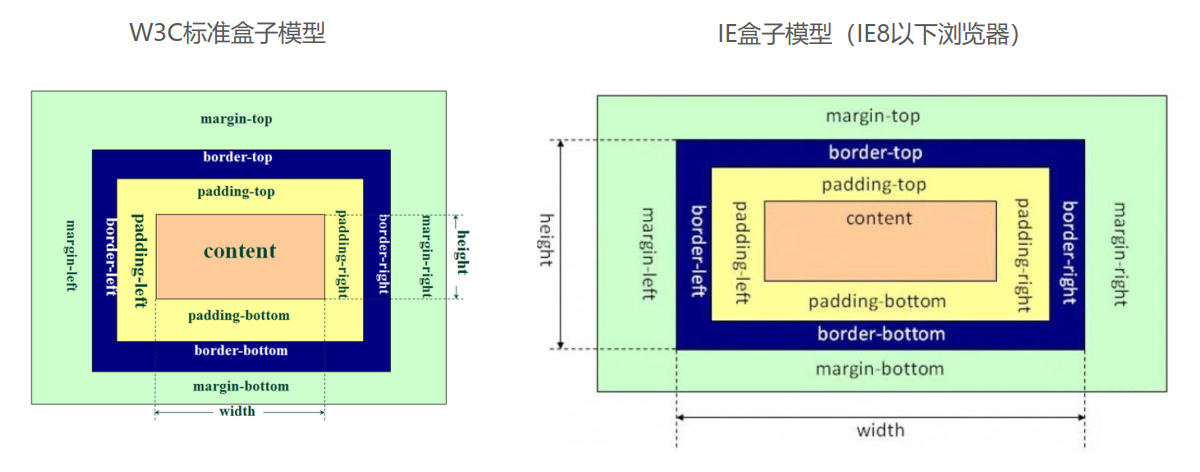 W3C标准盒子模型
margin-top
border-top
padding-top
margin-left
border-left
padding-left
content
padding-right
border-right
margin-right
height
padding-bottom
border-bottom
margin-bottom
width
IE盒子模型（IE8以下浏览器）
margin-top
border-top
padding-top
height
margin-left
border-left
padding-left
content
padding-right
border-right
margin-right
padding-bottom
border-bottom
margin-bottom
width